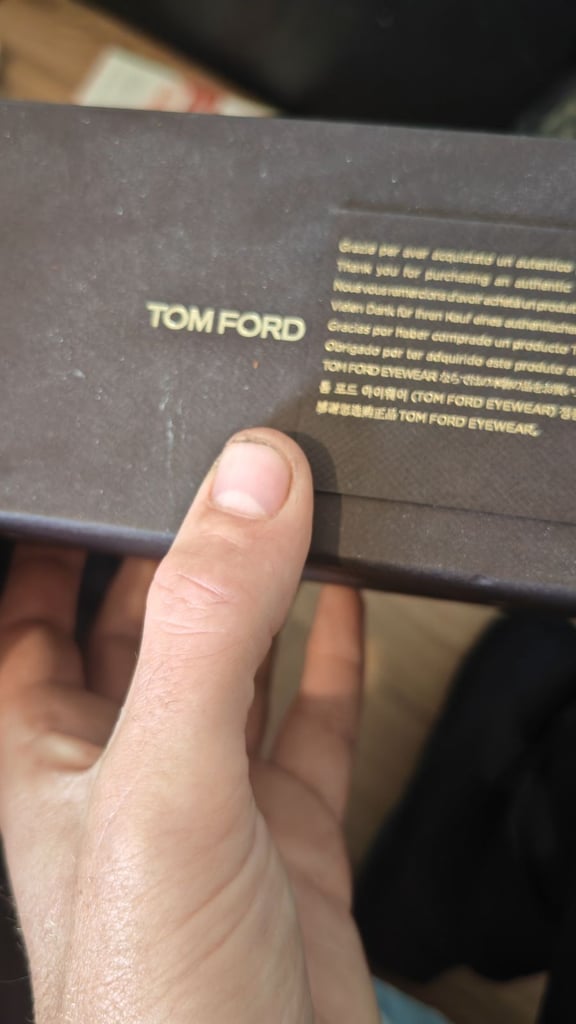 TOM FORD
Grazie per aver acquistato un autentico
Thank you for purchasing an authentic
Nous vous remercions d'avoir acheté un produit
Vielen Dank für Ihren Kauf eines authentischen
Gracias por haber comprado un producto
Obrigado por ter adquirido este produto
TOM FORD EYEWEAR
톰 포드 아이웨어 (TOM FORD EYEWEAR)
TOM FORD EYEWEAR。